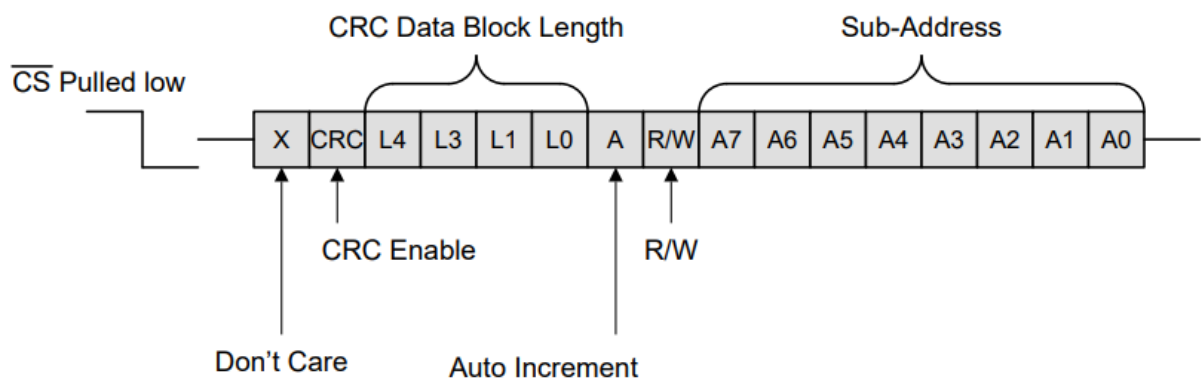 CRC Data Block Length
Sub-Address
CS Pulled low
X CRC L4 L3 L1 L0 A R/W A7 A6 A5 A4 A3 A2 A1 A0
CRC Enable
R/W
Don't Care
Auto Increment